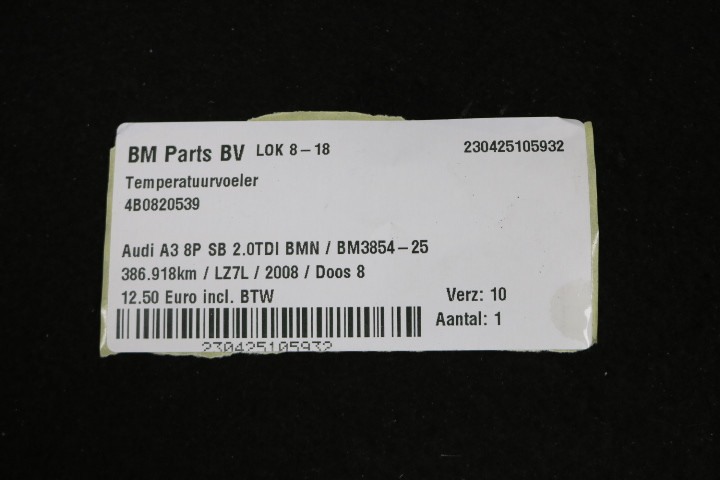 BM Parts BV LOK 8-18 230425105932
Temperatuurvoeler
4B0820539
Audi A3 8P SB 2.0TDI BMN / BM3854-25
386.918km / LZ7L / 2008 / Doos 8
12.50 Euro incl. BTW Verz: 10
Aantal: 1
230425105932